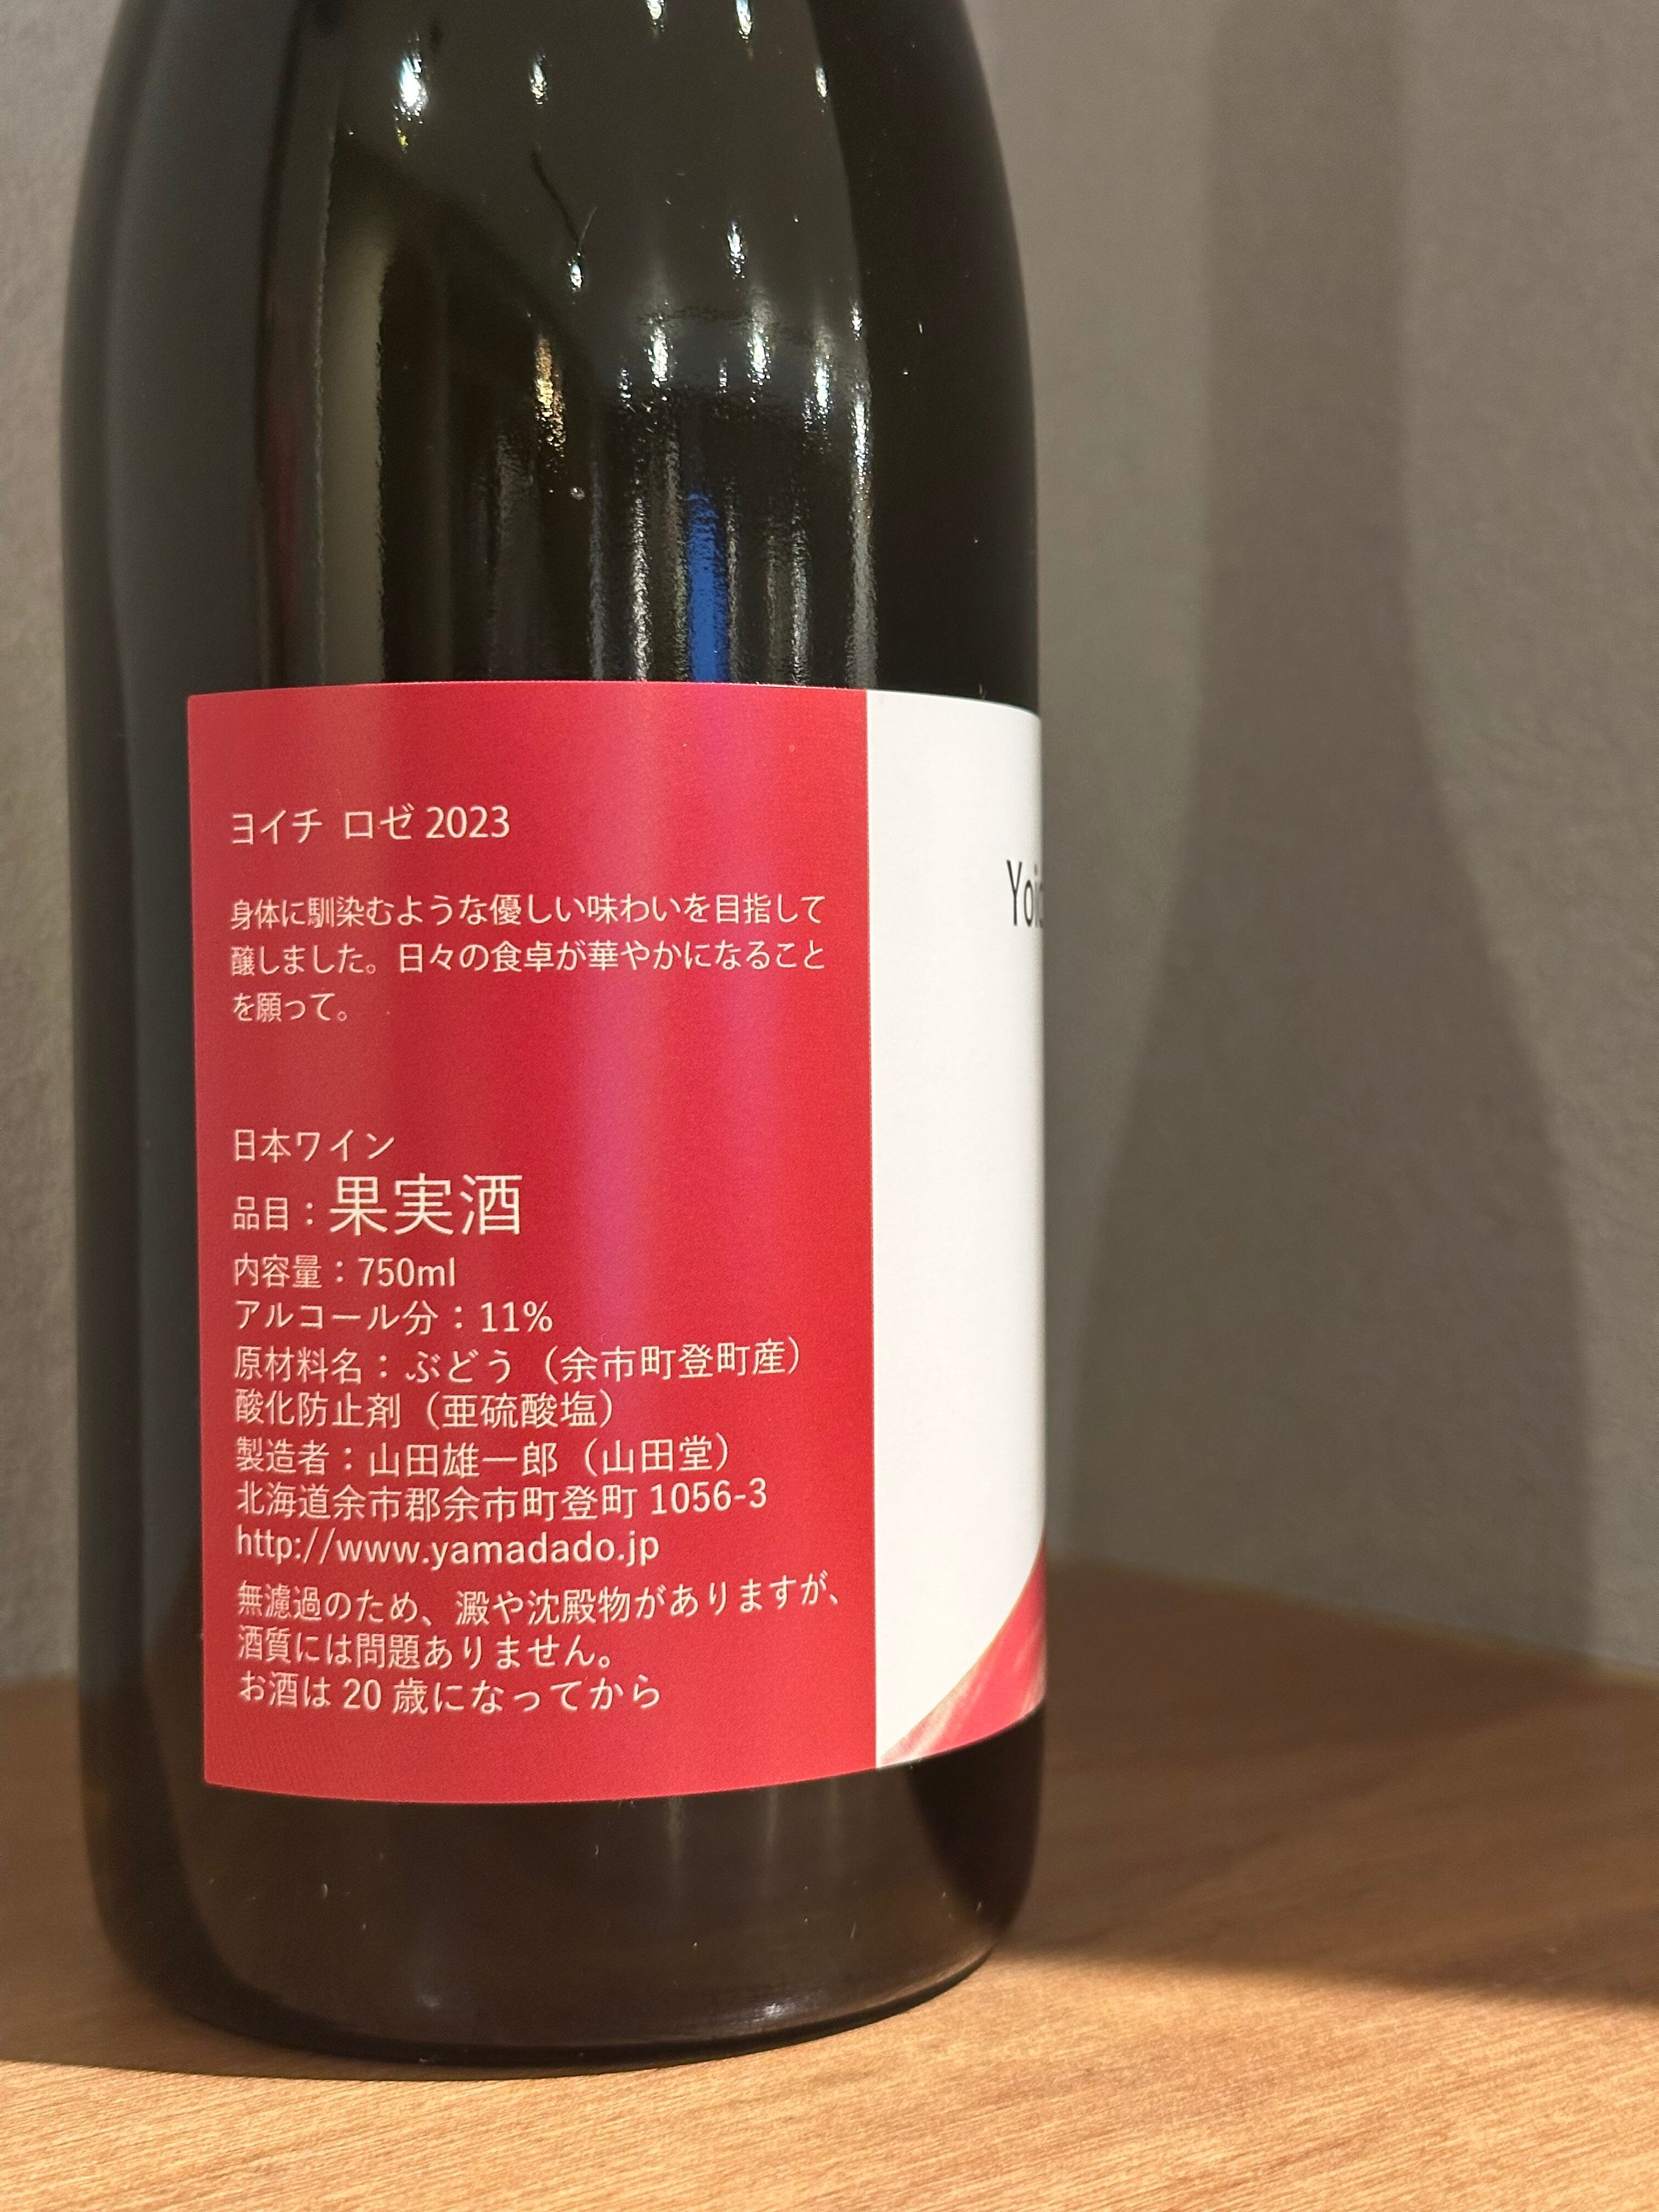 ヨイチ ロゼ 2023
身体に馴染むような優しい味わいを目指して
醸しました。日々の食卓が華やかになること
を願って。
日本ワイン
品目：果実酒
内容量：750ml
アルコール分：11%
原材料名：ぶどう（余市町登町産）
酸化防止剤（亜硫酸塩）
製造者：山田雄一郎（山田堂）
北海道余市郡余市町登町 1056-3
http://www.yamadado.jp
無濾過のため、澱や沈殿物がありますが、
酒質には問題ありません。
お酒は 20 歳になってから